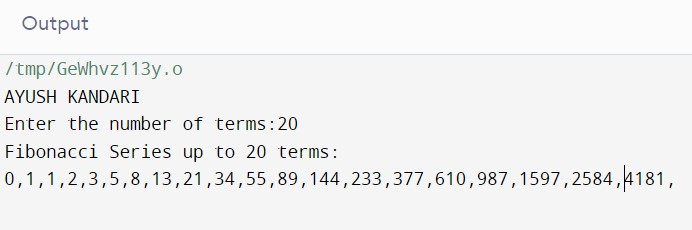 Output
/tmp/GeWhvz113y.o
AYUSH KANDARI
Enter the number of terms:20
Fibonacci Series up to 20 terms:
0,1,1,2,3,5,8,13,21,34,55,89,144,233,377,610,987,1597,2584,4181,